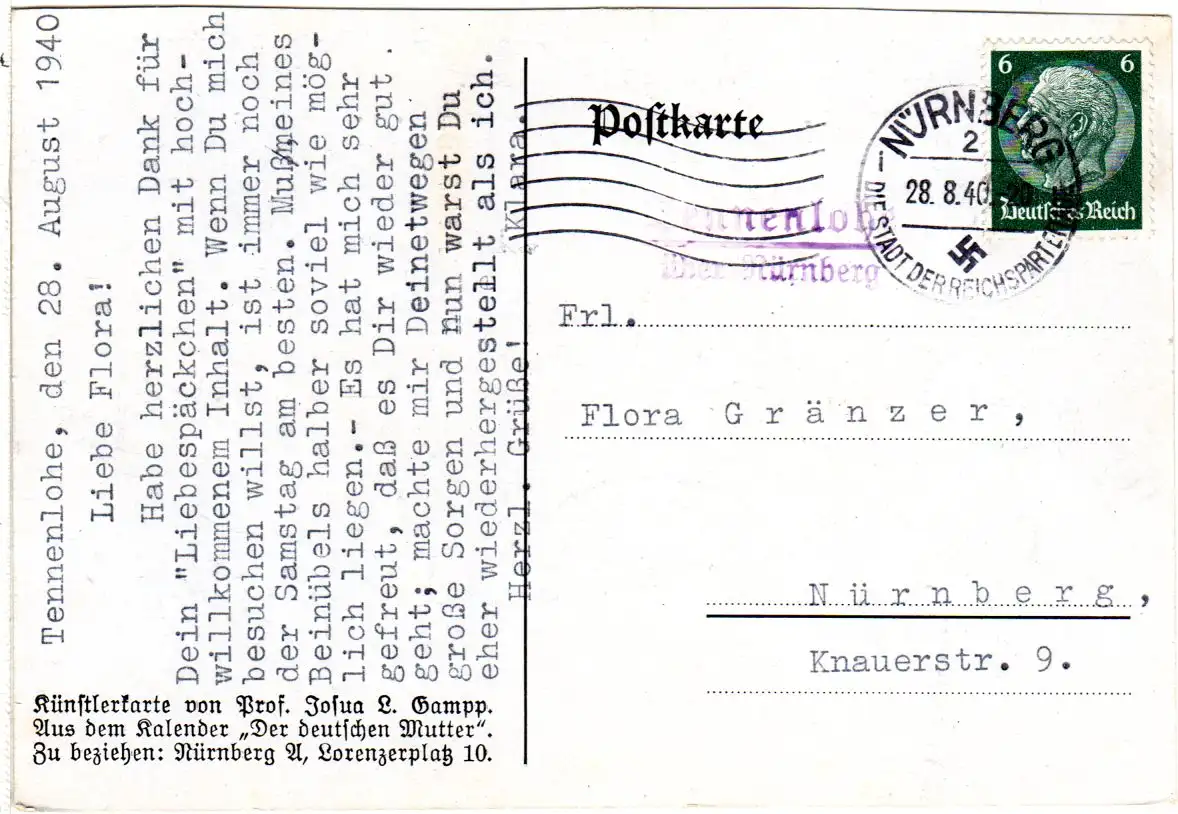 Tennenlohe, den 28. August 1940
Liebe Flora!
Habe herzlichen Dank für
Dein "Liebespäckchen" mit hoch-
willkommenem Inhalt. Wenn Du mich
besuchen willst, ist immer noch
der Samstag am besten. Muß meines
Beinübels halber soviel wie mög-
lich liegen.- Es hat mich sehr
gefreut, daß es Dir wieder gut
geht; machte mir Deinetwegen
große Sorgen und nun warst Du
eher wiederhergestellt als ich.
Herzl. Grüße! Klara.
Künstlerkarte von Prof. Josua L. Gampp.
Aus dem Kalender „Der deutschen Mutter".
Zu beziehen: Nürnberg A, Lorenzerplatz 10.
Postkarte
6 6
Deutsches Reich
NÜRNBERG
2
28. 8.40.
DIE STADT DER REICHSPARTEITAGE
Tennenlohe
über Nürnberg
Frl.
Flora Gränzer,
Nürnberg,
Knauerstr. 9.